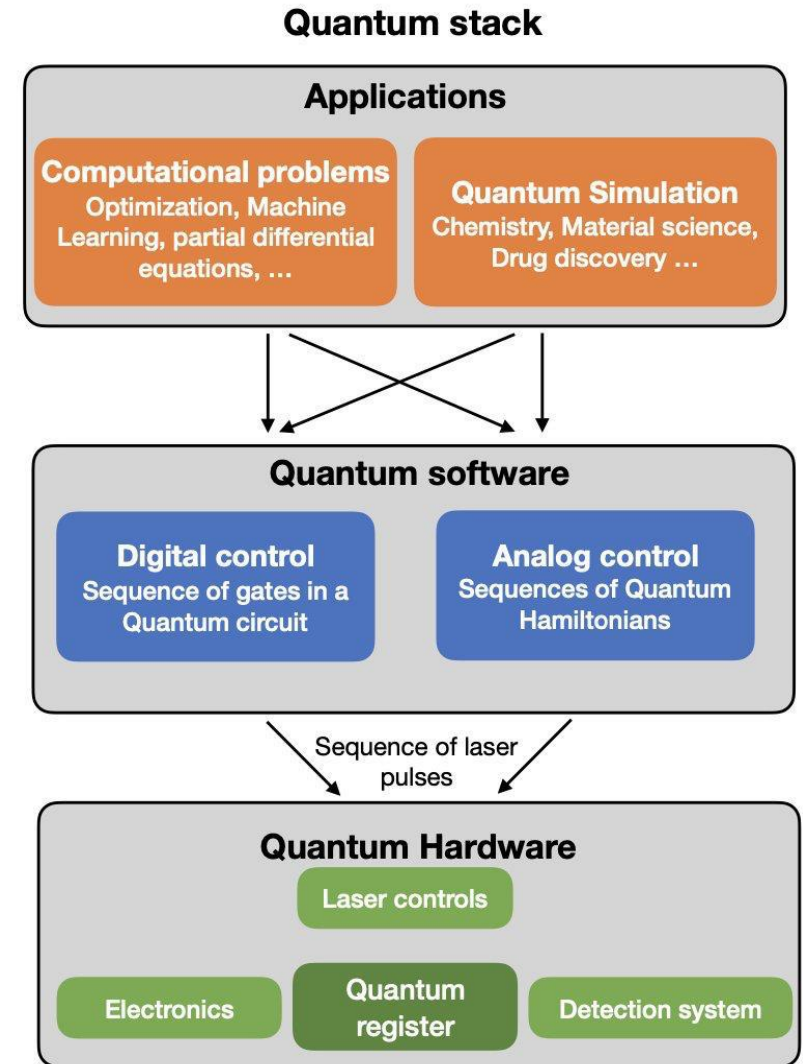 Quantum stack
Applications
Computational problems
Optimization, Machine
Learning, partial differential
equations, ...
Quantum Simulation
Chemistry, Material science,
Drug discovery ...
Quantum software
Digital control
Sequence of gates in a
Quantum circuit
Analog control
Sequences of Quantum
Hamiltonians
Sequence of laser
pulses
Quantum Hardware
Laser controls
Electronics
Quantum
register
Detection system